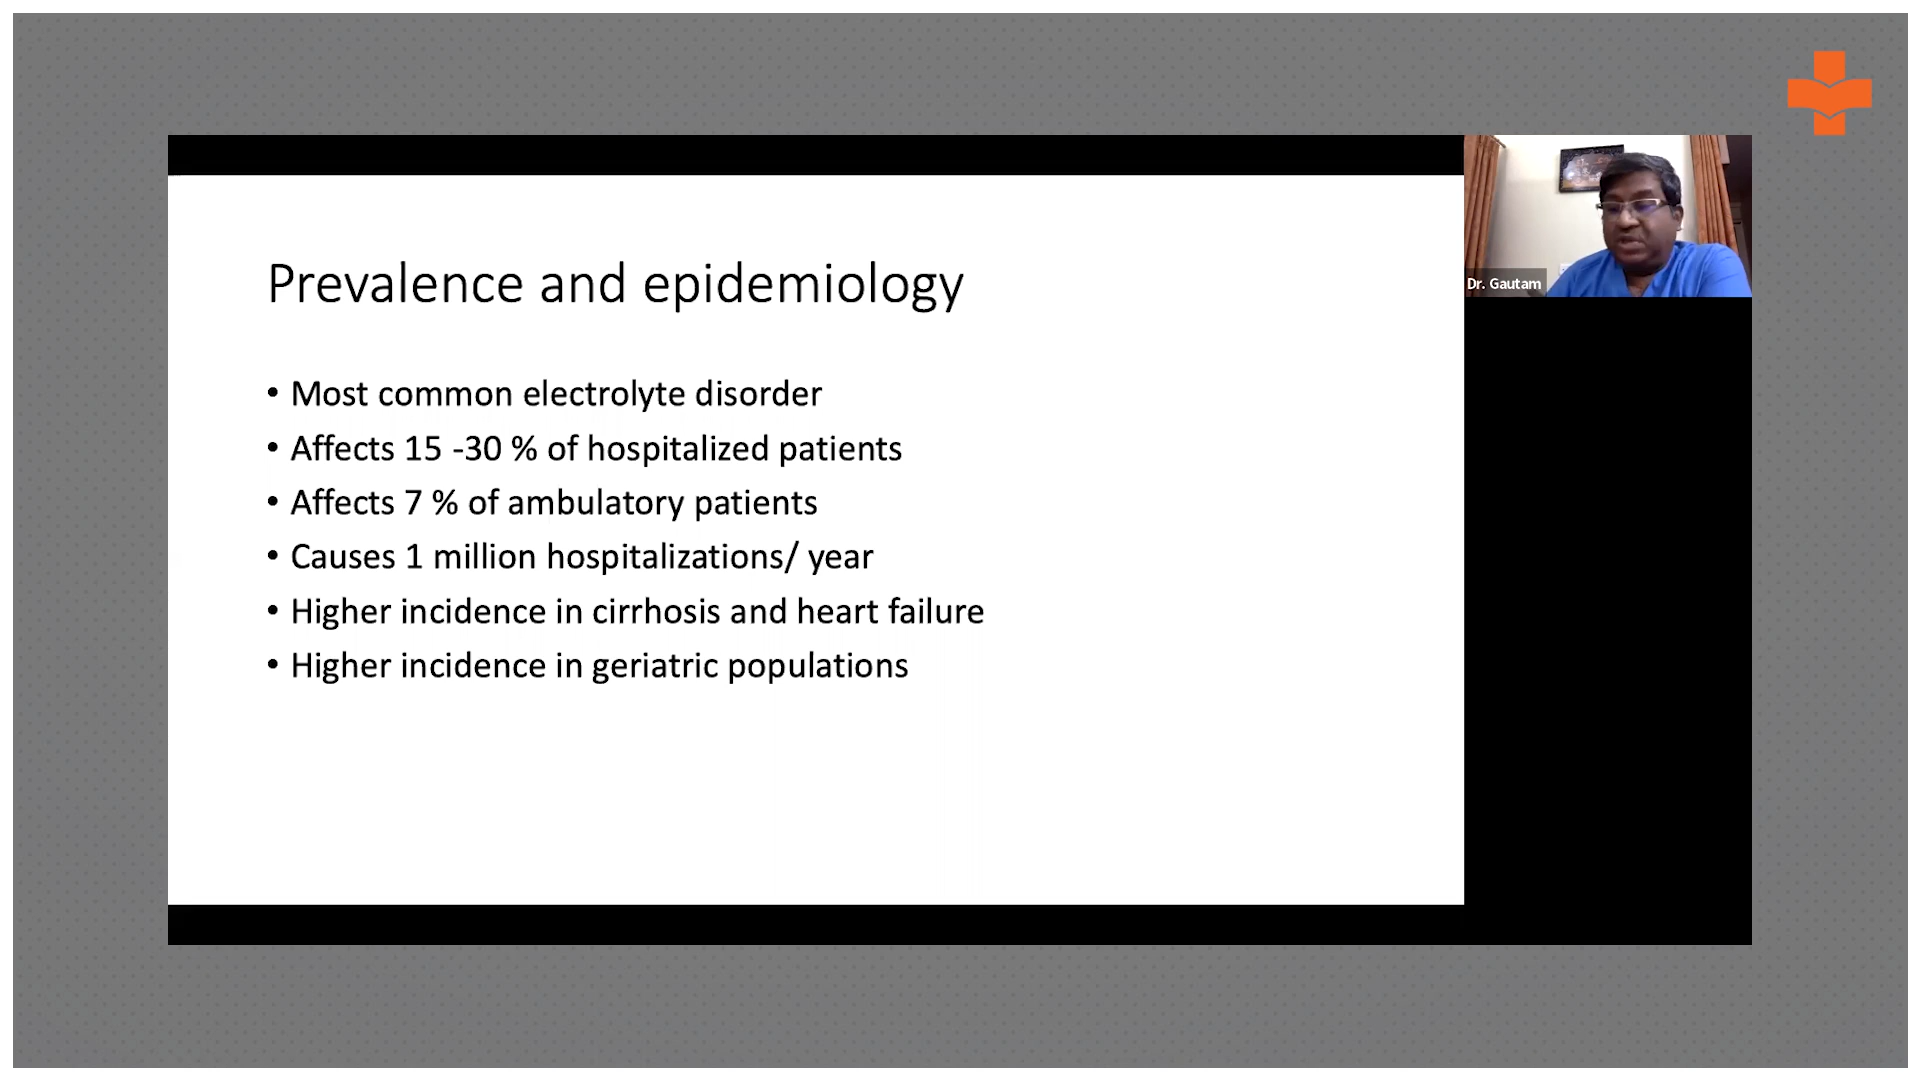 Prevalence and epidemiology
• Most common electrolyte disorder
• Affects 15 -30 % of hospitalized patients
• Affects 7 % of ambulatory patients
• Causes 1 million hospitalizations/ year
• Higher incidence in cirrhosis and heart failure
• Higher incidence in geriatric populations
Dr. Gautam